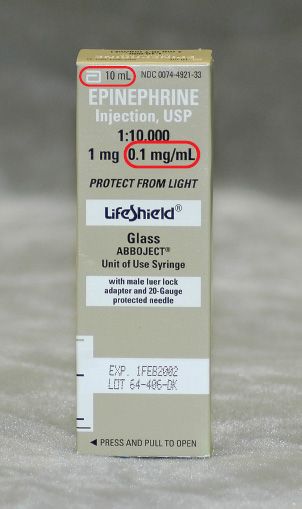 10 mL NDC 0074-4921-33
EPINEPHRINE
Injection, USP
1:10,000
1 mg 0.1 mg/mL
PROTECT FROM LIGHT
LifeShield®
Glass
ABBOJECT®
Unit of Use Syringe
with male luer lock
adapter and 20-Gauge
protected needle
EXP. 1FEB2002
LOT 64-406-DK
PRESS AND PULL TO OPEN